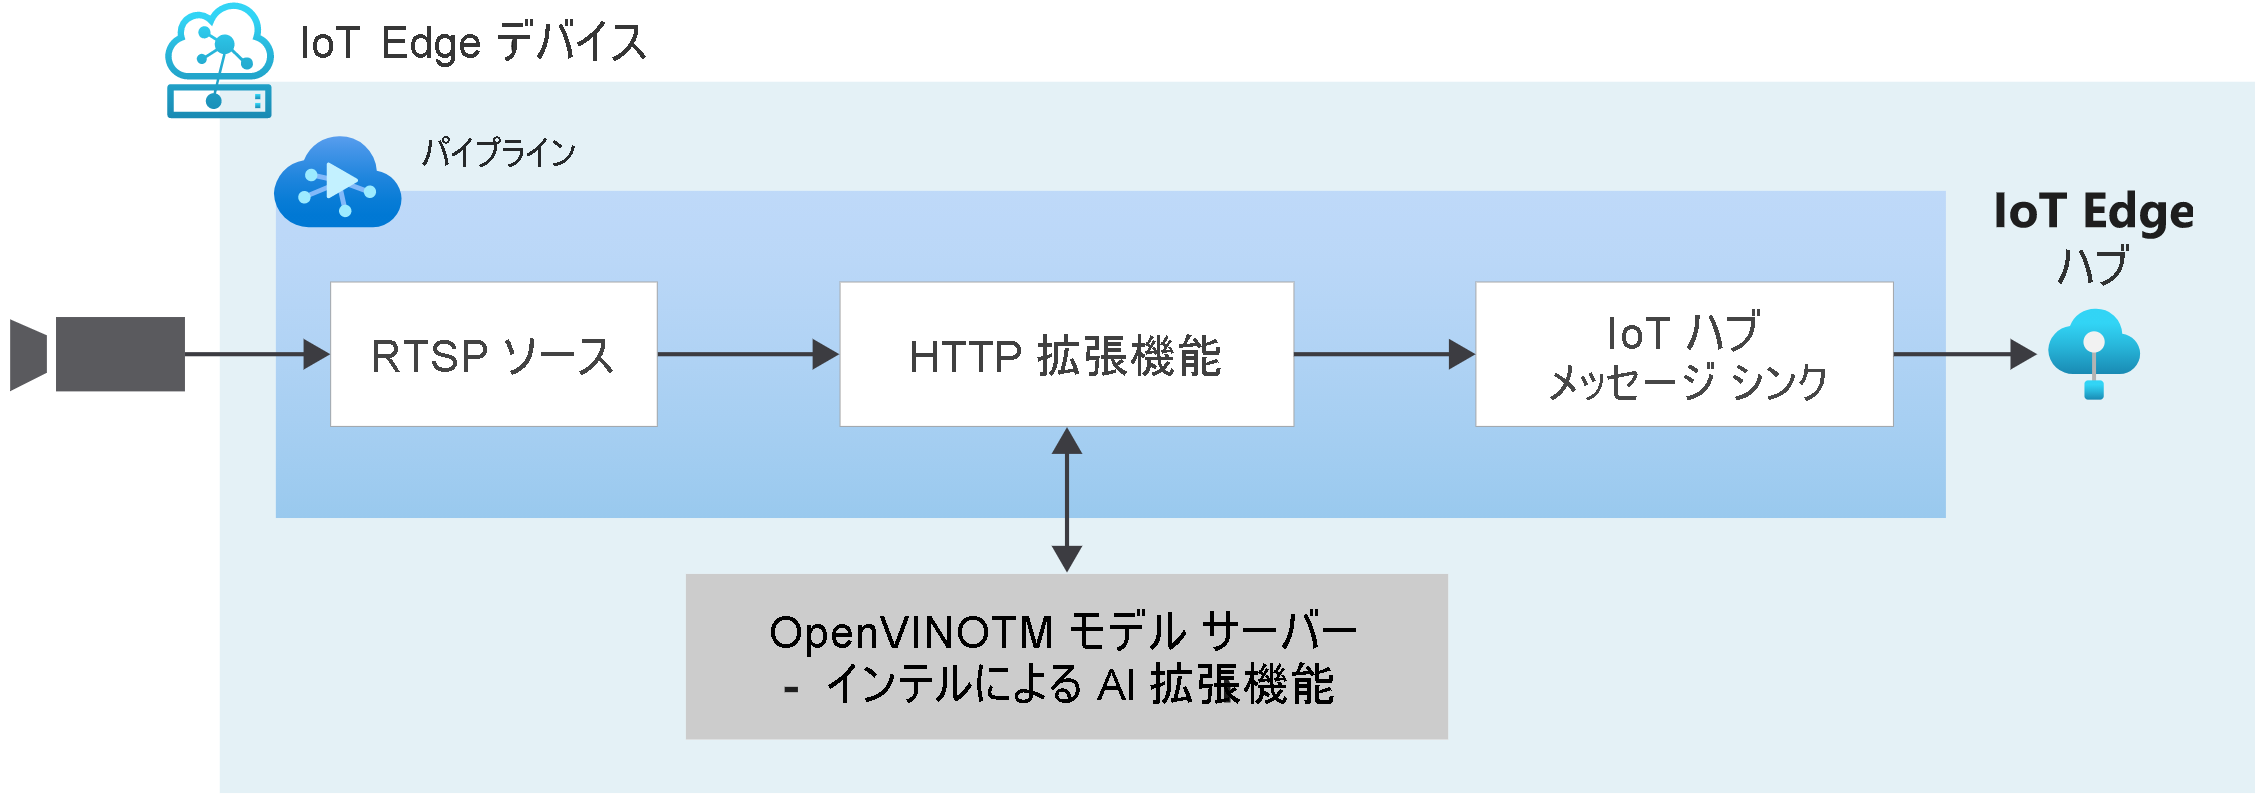 IoT Edge デバイス
パイプライン
IoT Edge
ハブ
RTSP ソース
HTTP 拡張機能
IoT ハブ
メッセージ シンク
OpenVINOTM モデル サーバー
- インテルによる AI 拡張機能